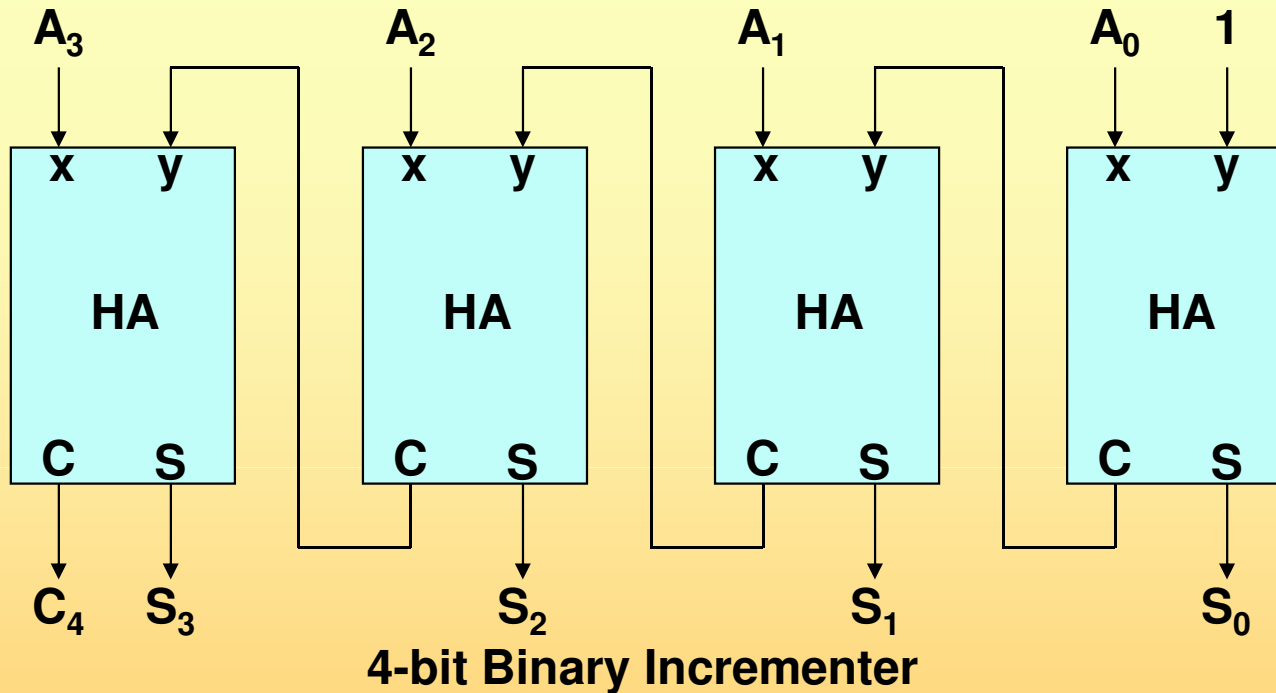 A₃ A₂ A₁ A₀ 1
x y x y x y x y
HA HA HA HA
C S C S C S C S
C₄ S₃ S₂ S₁ S₀
4-bit Binary Incrementer